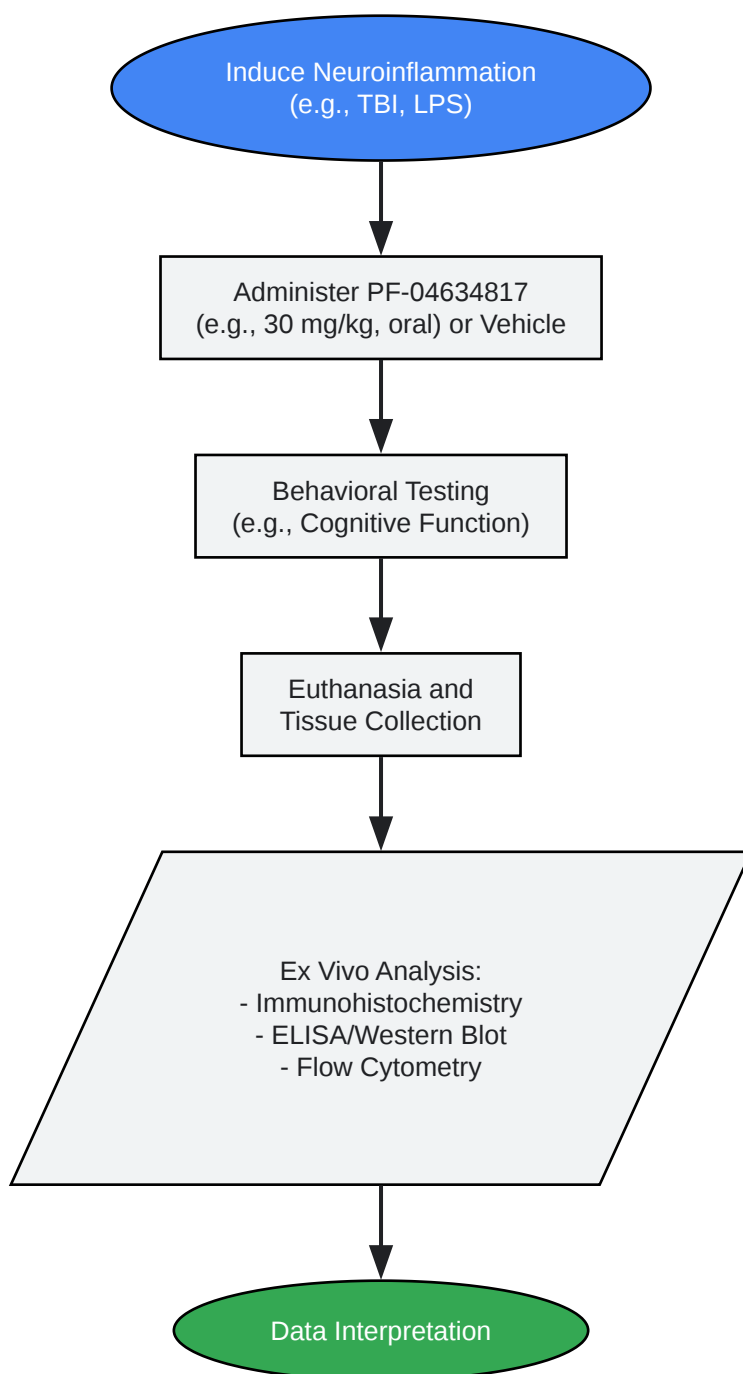 Induce Neuroinflammation
(e.g., TBI, LPS)
Administer PF-04634817
(e.g., 30 mg/kg, oral) or Vehicle
Behavioral Testing
(e.g., Cognitive Function)
Euthanasia and
Tissue Collection
Ex Vivo Analysis:
- Immunohistochemistry
- ELISA/Western Blot
- Flow Cytometry
Data Interpretation